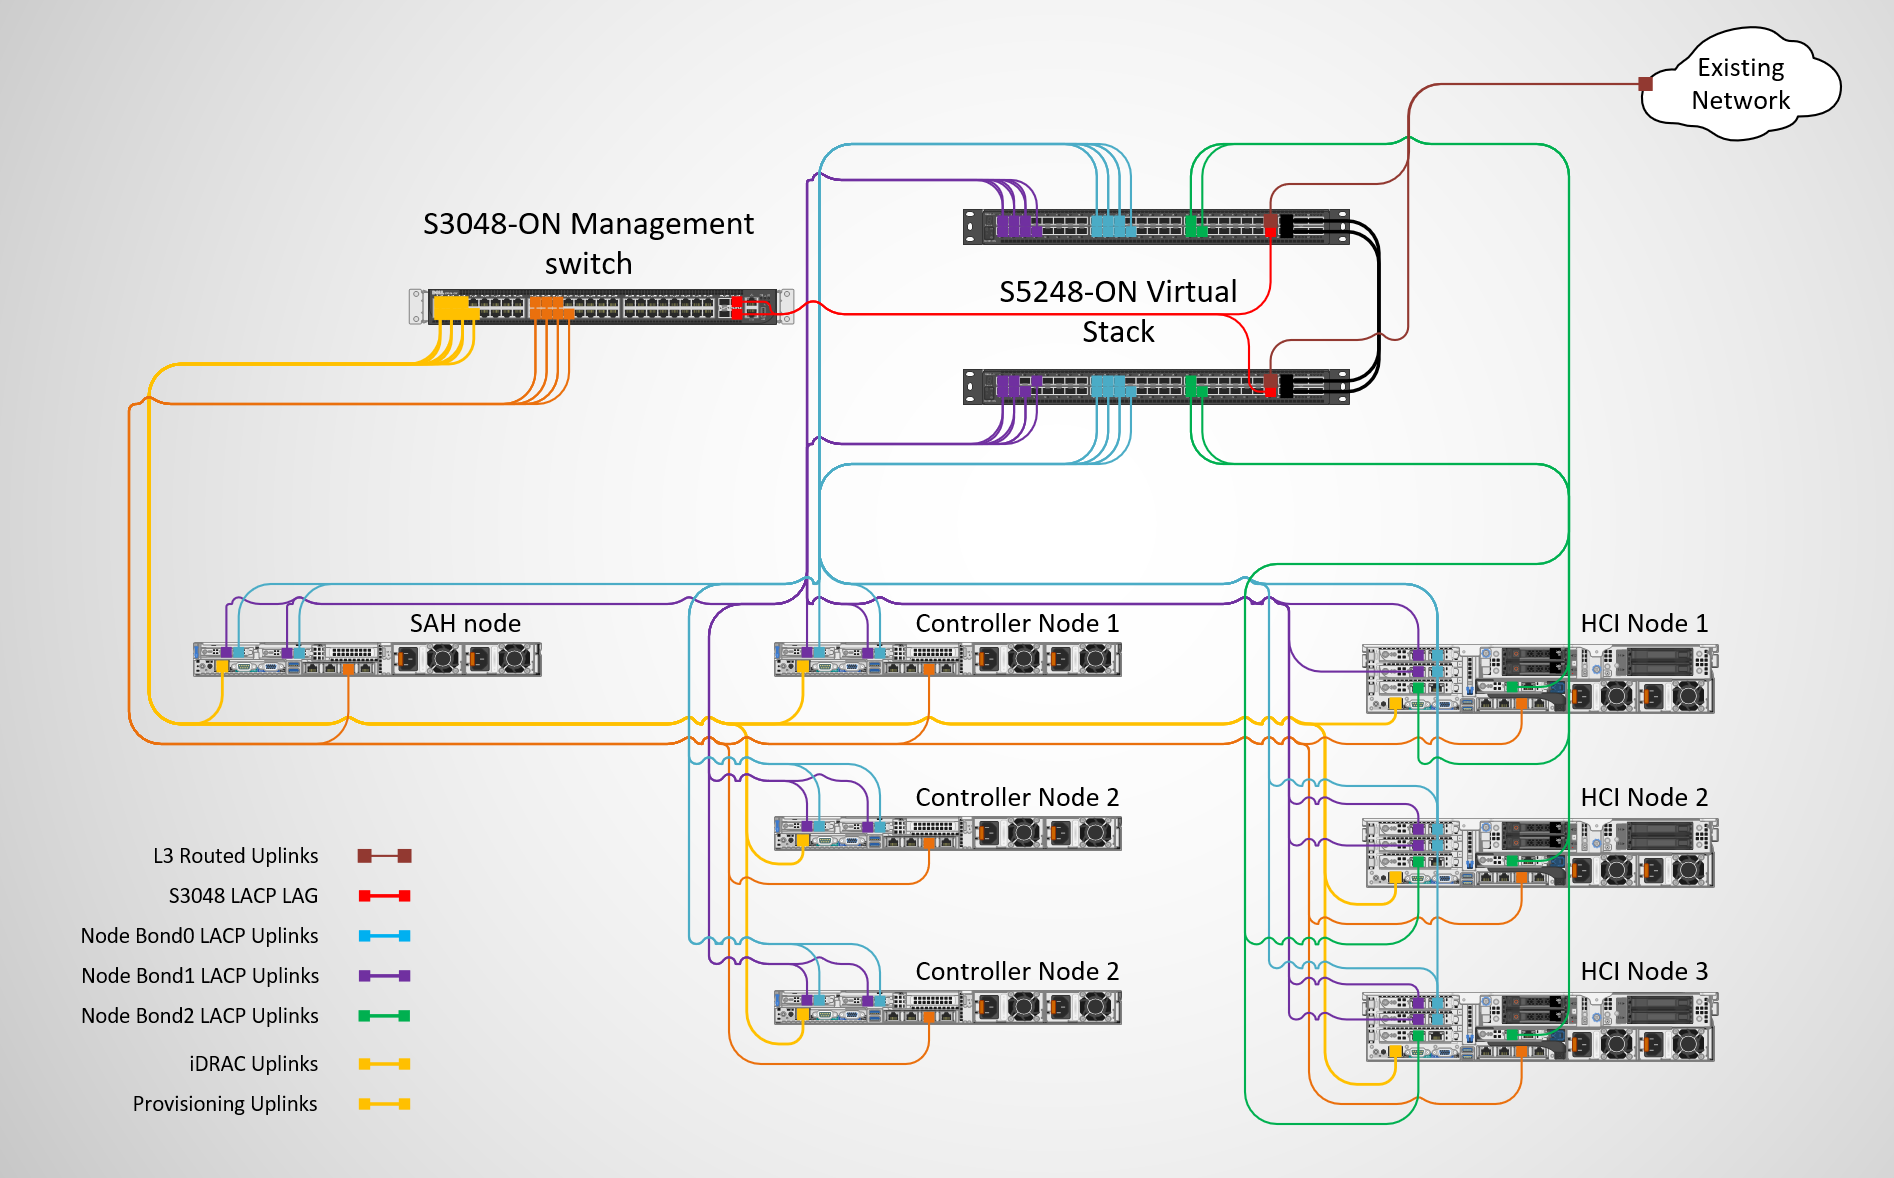 Existing
Network
S3048-ON Management
switch
S5248-ON Virtual
Stack
SAH node
Controller Node 1
HCI Node 1
Controller Node 2
HCI Node 2
Controller Node 2
HCI Node 3
L3 Routed Uplinks
S3048 LACP LAG
Node Bond0 LACP Uplinks
Node Bond1 LACP Uplinks
Node Bond2 LACP Uplinks
iDRAC Uplinks
Provisioning Uplinks